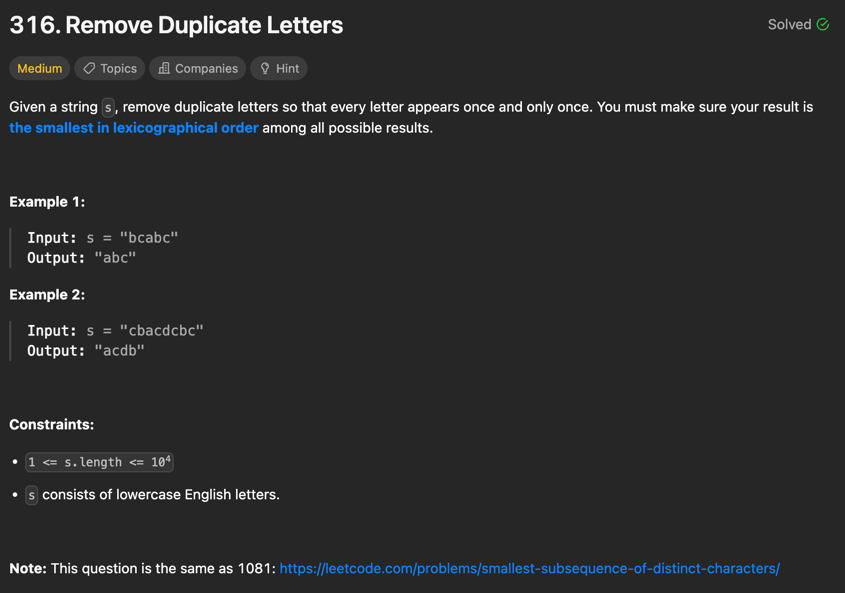 316. Remove Duplicate Letters
Solved
Medium Topics Companies Hint
Given a string s, remove duplicate letters so that every letter appears once and only once. You must make sure your result is
the smallest in lexicographical order among all possible results.
Example 1:
Input: s = "bcabc"
Output: "abc"
Example 2:
Input: s = "cbacdcbc"
Output: "acdb"
Constraints:
• 1 <= s.length <= 10⁴
• s consists of lowercase English letters.
Note: This question is the same as 1081: https://leetcode.com/problems/smallest-subsequence-of-distinct-characters/